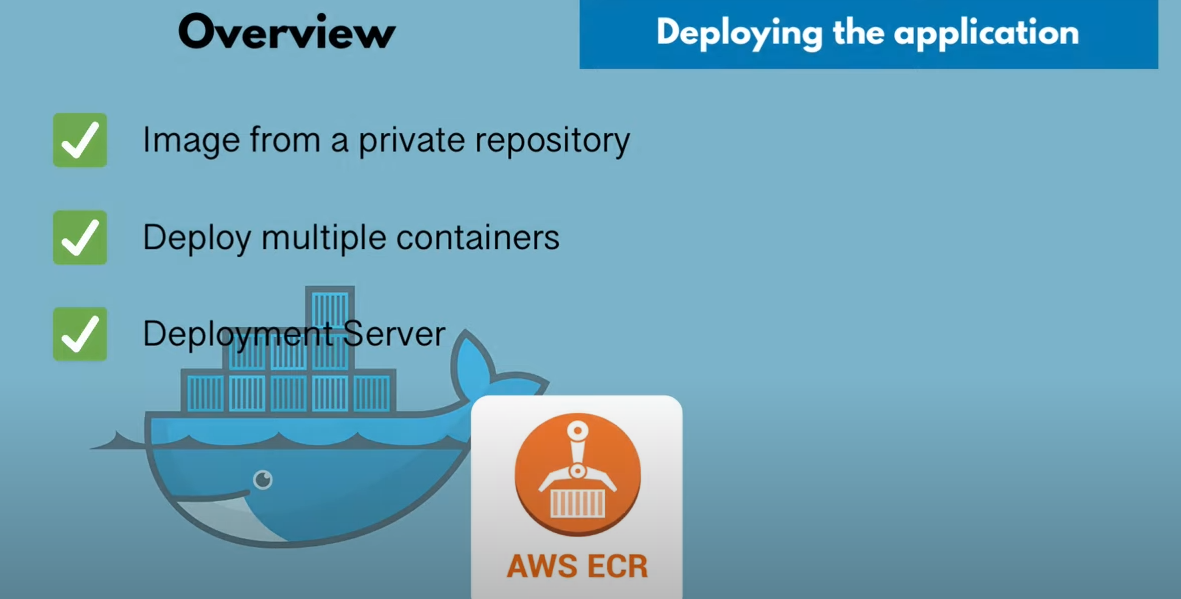 Overview
Deploying the application
Image from a private repository
Deploy multiple containers
Deployment Server
AWS ECR